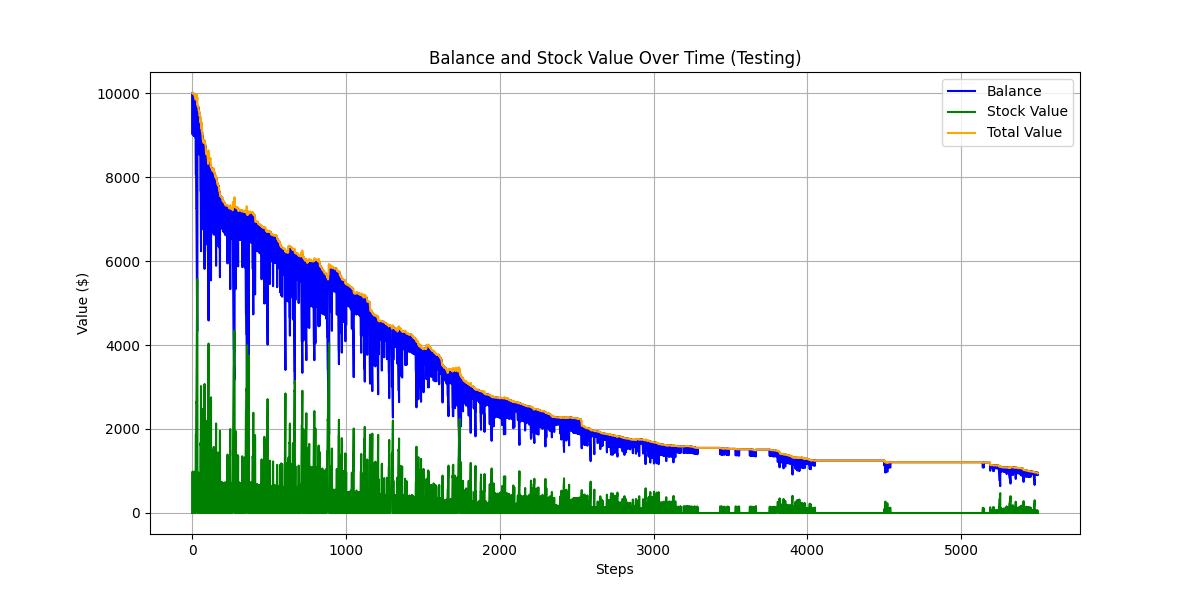 Balance and Stock Value Over Time (Testing)
Balance
Stock Value
Total Value
10000
8000
6000
4000
2000
0
Value ($)
0 1000 2000 3000 4000 5000
Steps